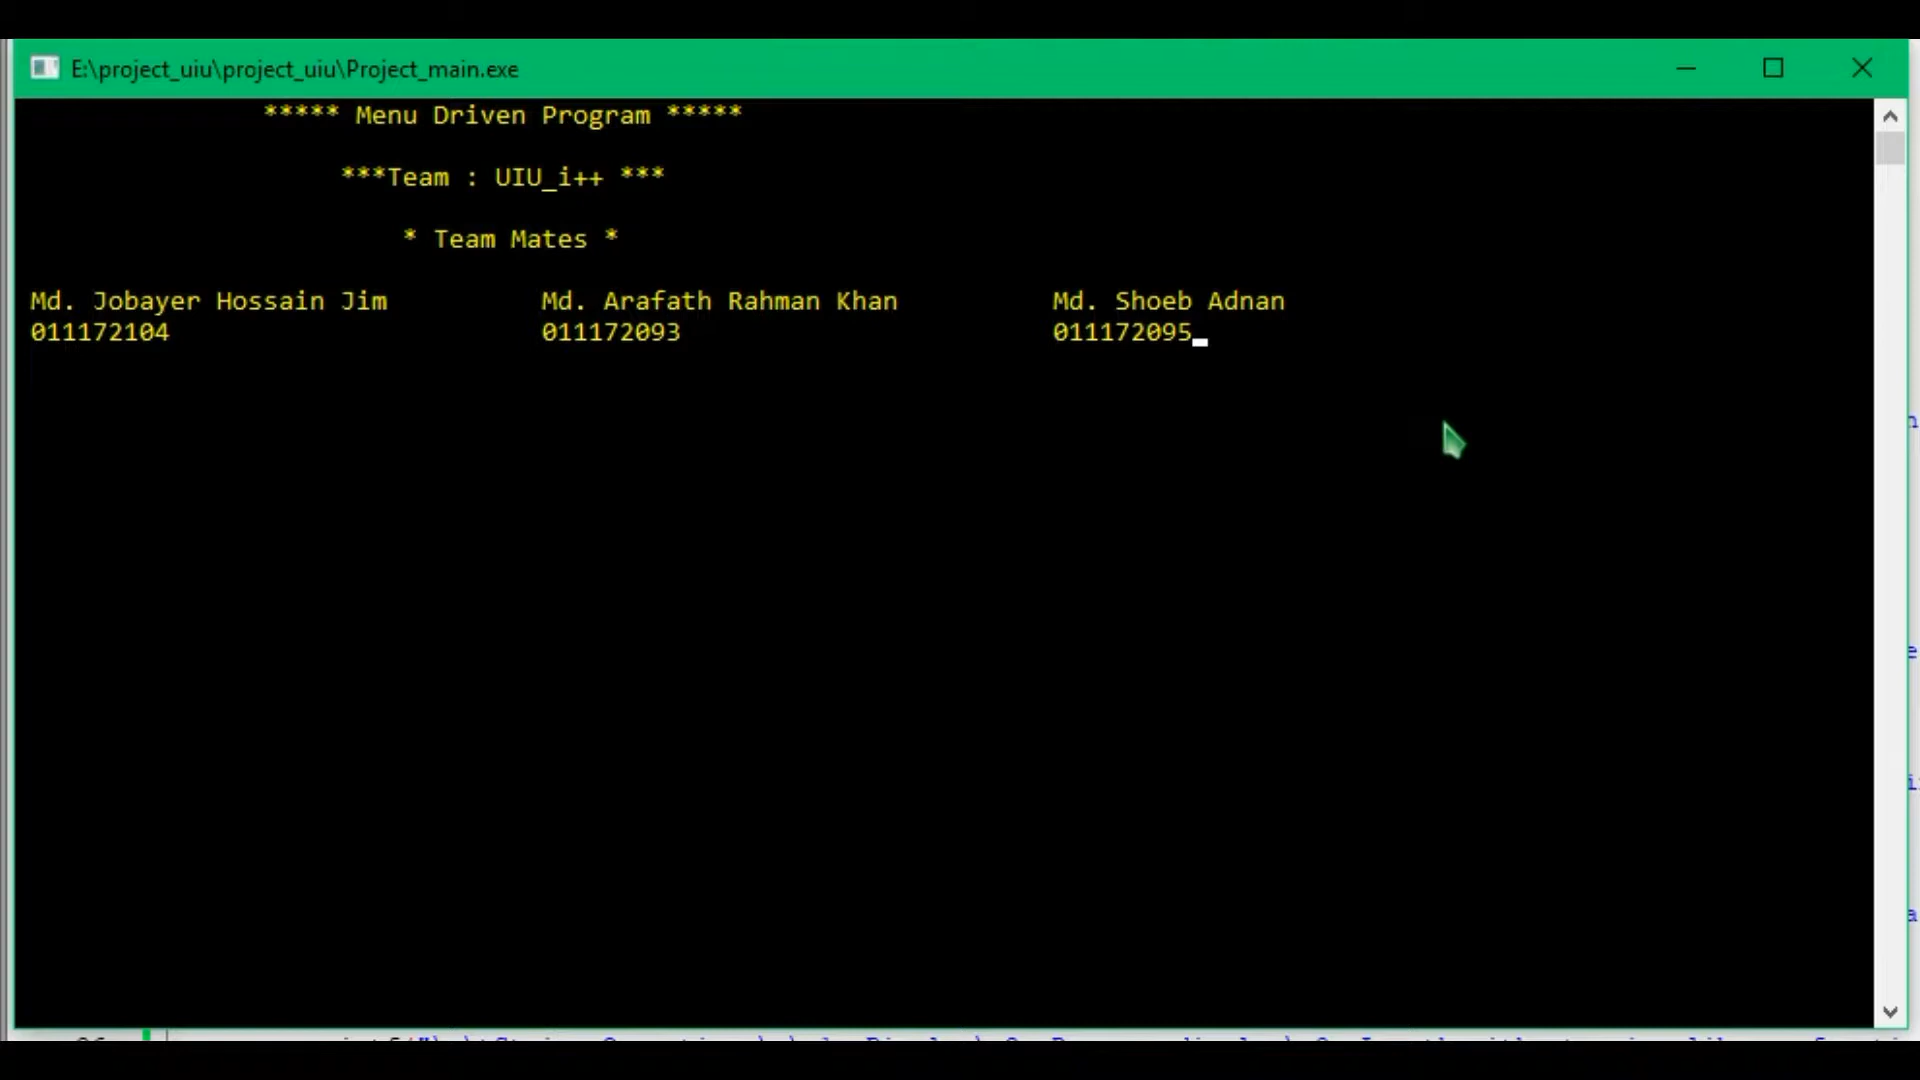 E:\project_uiu\project_uiu\Project_main.exe
***** Menu Driven Program *****
***Team : UIU_i++ ***
* Team Mates *
Md. Jobayer Hossain Jim Md. Arafath Rahman Khan Md. Shoeb Adnan
011172104 011172093 011172095